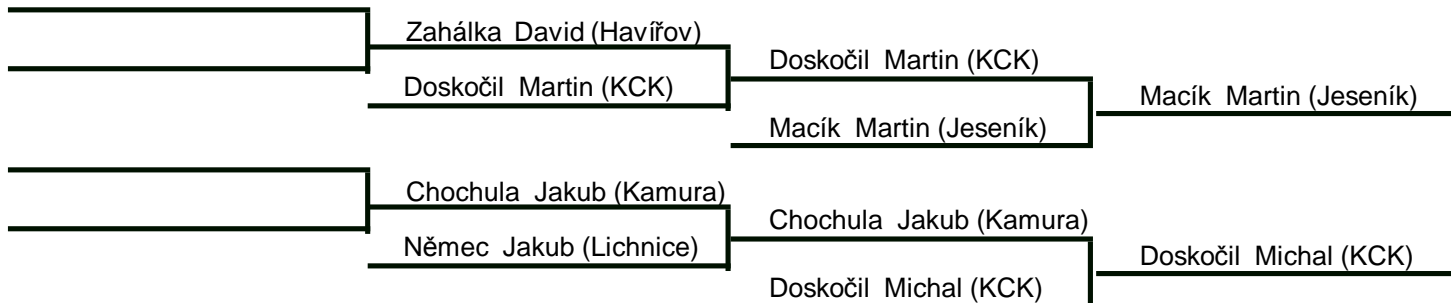 Zahálka David (Havířov)
Doskočil Martin (KCK)
Doskočil Martin (KCK)
Macík Martin (Jeseník)
Macík Martin (Jeseník)
Chochula Jakub (Kamura)
Němec Jakub (Lichnice)
Chochula Jakub (Kamura)
Doskočil Michal (KCK)
Doskočil Michal (KCK)